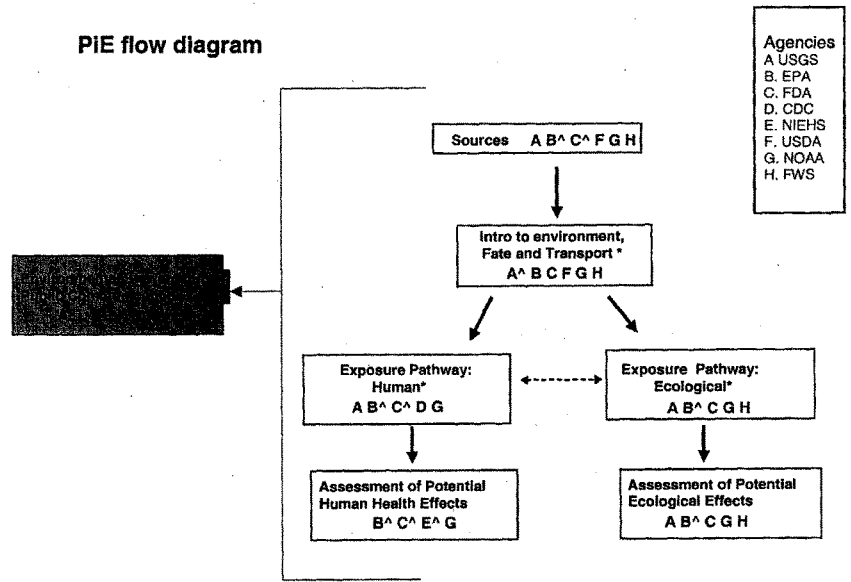 PiE flow diagram
Agencies
A USGS
B. EPA
C. FDA
D. CDC
E. NIEHS
F. USDA
G. NOAA
H. FWS
Sources A B^ C^ F G H
Intro to environment,
Fate and Transport *
A^ B C F G H
Exposure Pathway:
Human*
A B^ C^ D G
Exposure Pathway:
Ecological*
A B^ C G H
Assessment of Potential
Human Health Effects
B^ C^ E^ G
Assessment of Potential
Ecological Effects
A B^ C G H